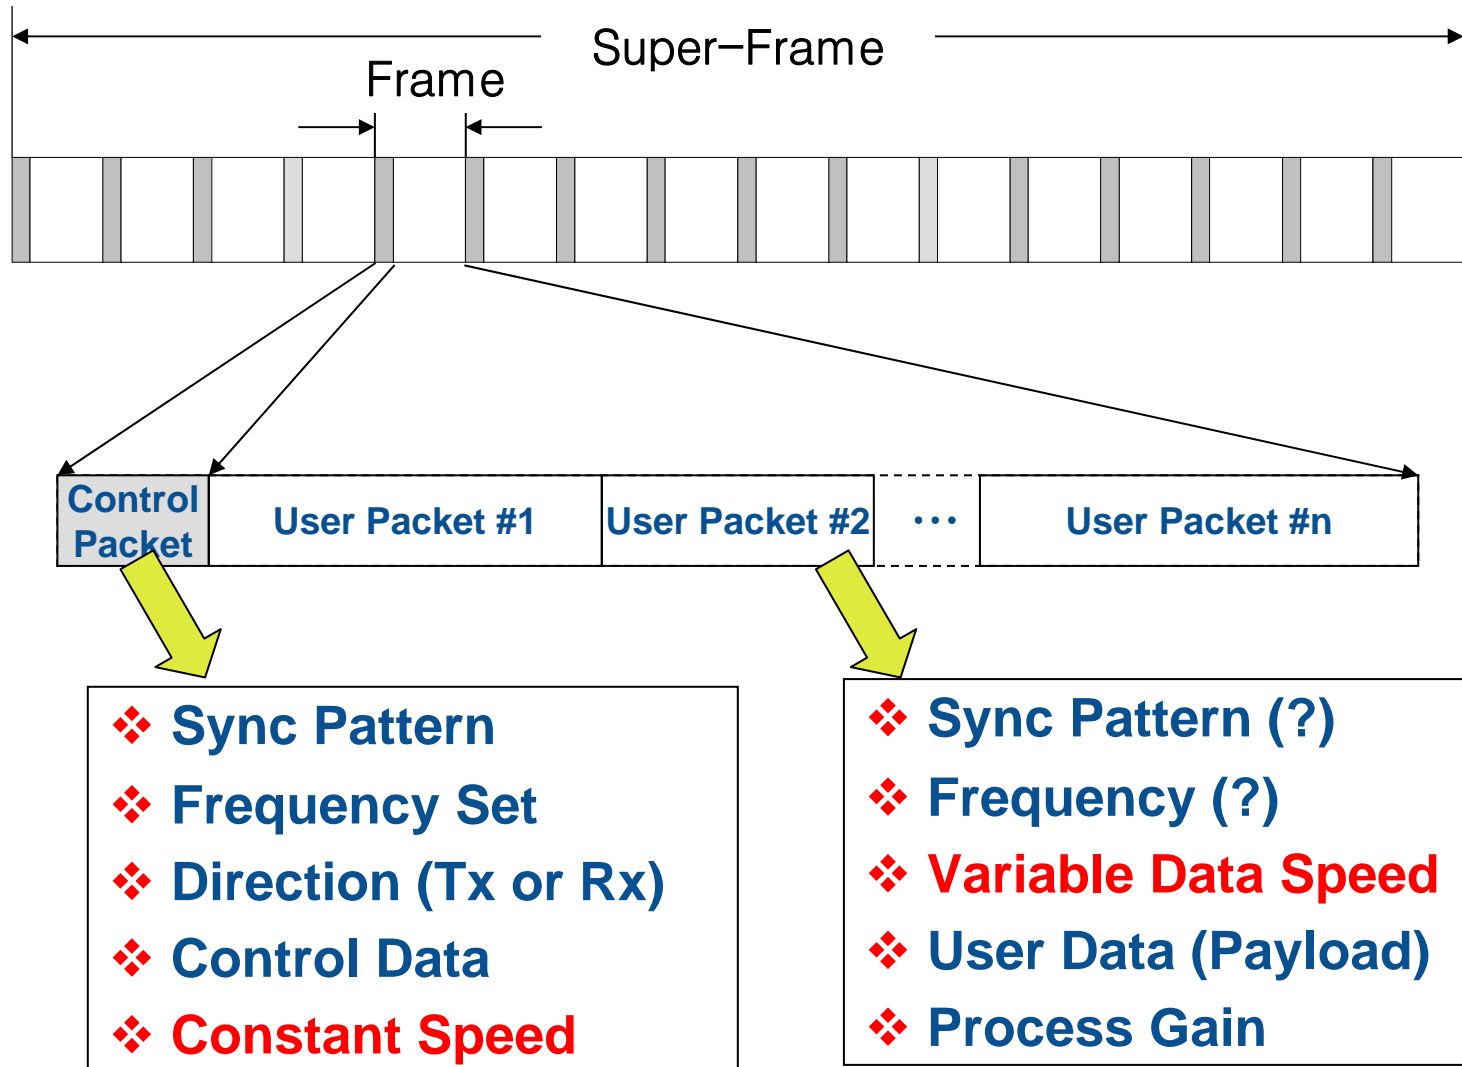 Super-Frame
Frame
Control
Packet
User Packet #1
User Packet #2
...
User Packet #n
❖ Sync Pattern
❖ Frequency Set
❖ Direction (Tx or Rx)
❖ Control Data
❖ Constant Speed
❖ Sync Pattern (?)
❖ Frequency (?)
❖ Variable Data Speed
❖ User Data (Payload)
❖ Process Gain